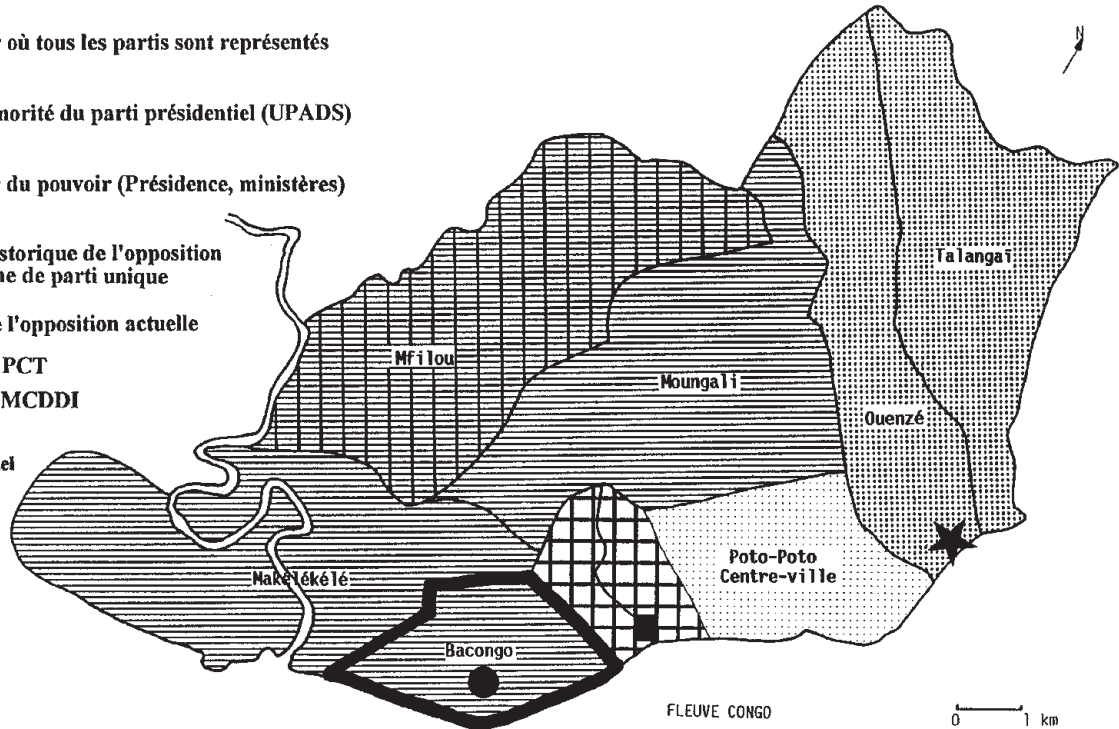 où tous les partis sont représentés
morité du parti présidentiel (UPADS)
du pouvoir (Présidence, ministères)
storique de l'opposition
ne de parti unique
l'opposition actuelle
PCT
MCDDI
N
Talangaï
Mfilou
Moungali
Ouenzé
Poto-Poto
Centre-ville
Makélékélé
Bacongo
FLEUVE CONGO
0 1 km